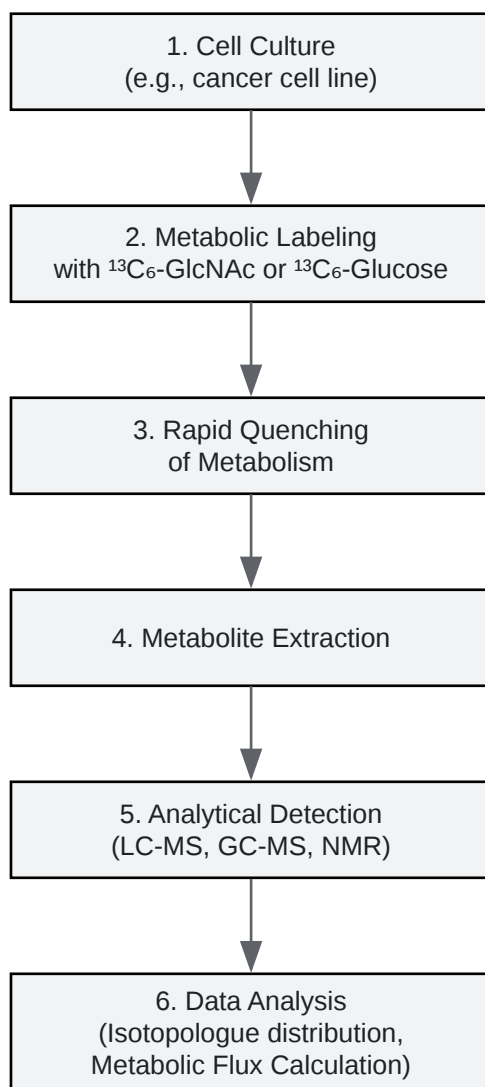 1. Cell Culture
(e.g., cancer cell line)
2. Metabolic Labeling
with ¹³C₆-GlcNAc or ¹³C₆-Glucose
3. Rapid Quenching
of Metabolism
4. Metabolite Extraction
5. Analytical Detection
(LC-MS, GC-MS, NMR)
6. Data Analysis
(Isotopologue distribution,
Metabolic Flux Calculation)